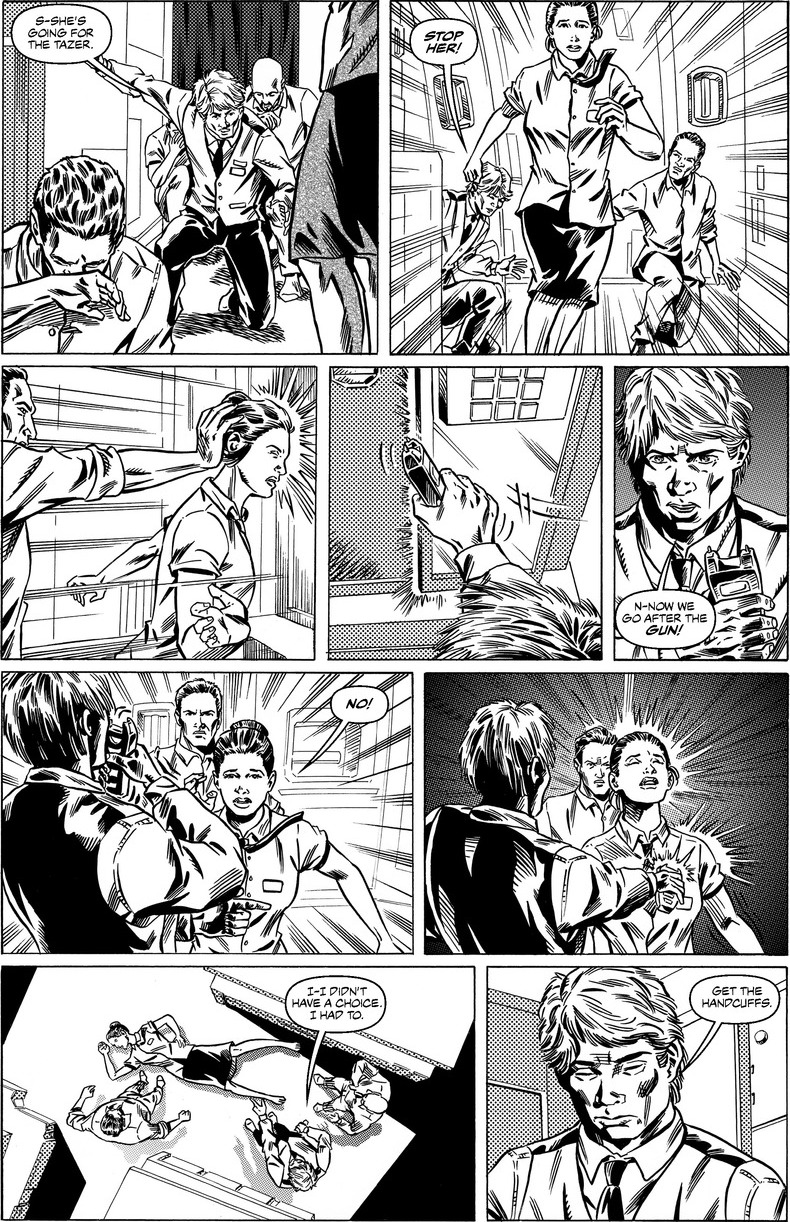 S-SHE'S
GOING FOR
THE TAZER.
STOP
HER!
N-NOW WE
GO AFTER THE
GUN!
NO!
I-I DIDN'T
HAVE A CHOICE.
I HAD TO.
GET THE
HANDCUFFS.